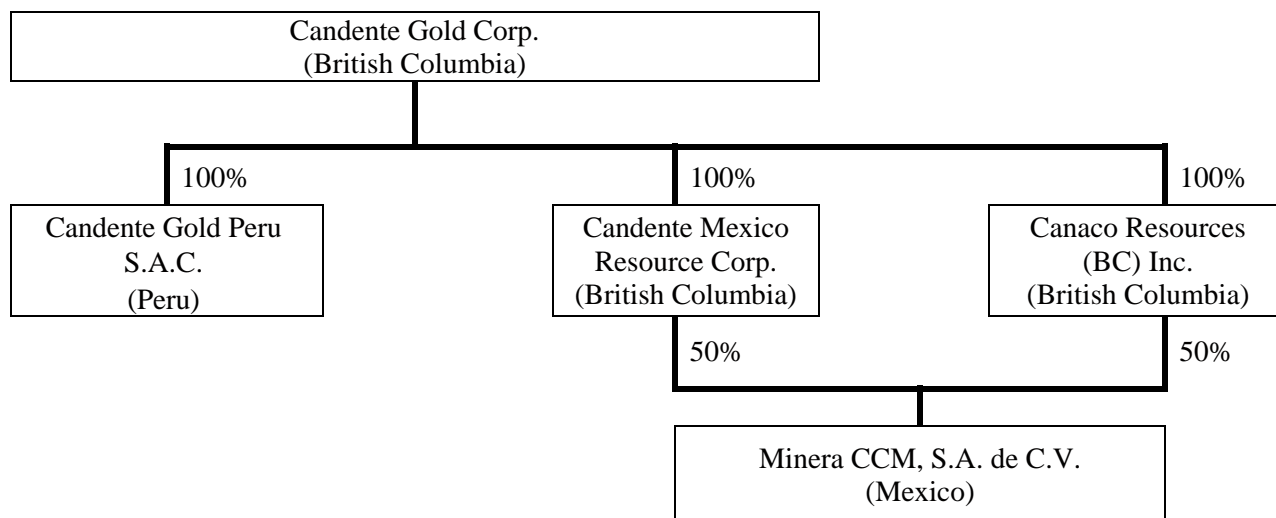 Candente Gold Corp.
(British Columbia)
100%
100%
100%
Candente Gold Peru
S.A.C.
(Peru)
Candente Mexico
Resource Corp.
(British Columbia)
Canaco Resources
(BC) Inc.
(British Columbia)
50%
50%
Minera CCM, S.A. de C.V.
(Mexico)